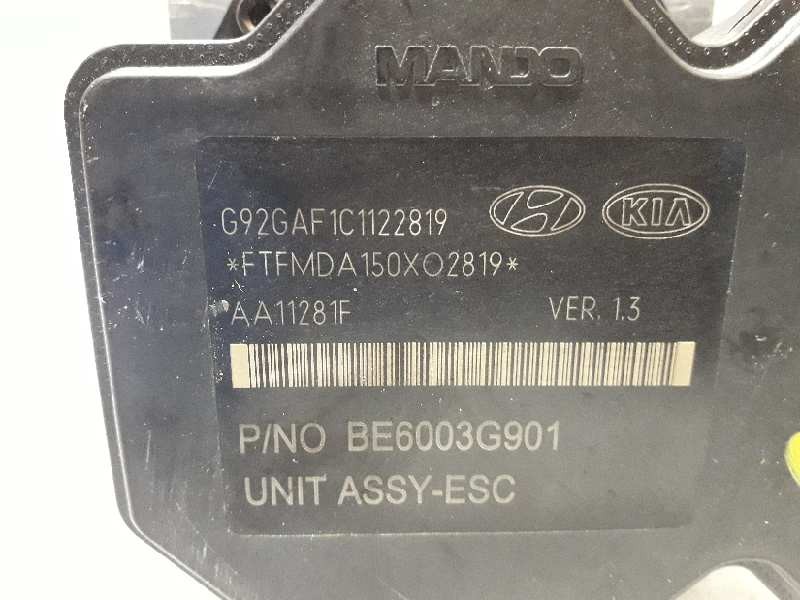 MANDO
G92GAF1C1122819
KIA
*FTFMDA150XO2819*
AA11281F VER. 1.3
P/NO BE6003G901
UNIT ASSY-ESC